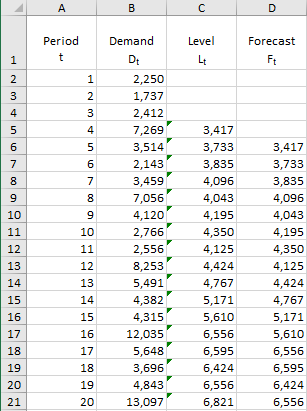 A B C D
Period Demand Level Forecast
1 t Dt Lt Ft
2 1 2,250
3 2 1,737
4 3 2,412
5 4 7,269 3,417
6 5 3,514 3,733 3,417
7 6 2,143 3,835 3,733
8 7 3,459 4,096 3,835
9 8 7,056 4,043 4,096
10 9 4,120 4,195 4,043
11 10 2,766 4,350 4,195
12 11 2,556 4,125 4,350
13 12 8,253 4,424 4,125
14 13 5,491 4,767 4,424
15 14 4,382 5,171 4,767
16 15 4,315 5,610 5,171
17 16 12,035 6,556 5,610
18 17 5,648 6,595 6,556
19 18 3,696 6,424 6,595
20 19 4,843 6,556 6,424
21 20 13,097 6,821 6,556